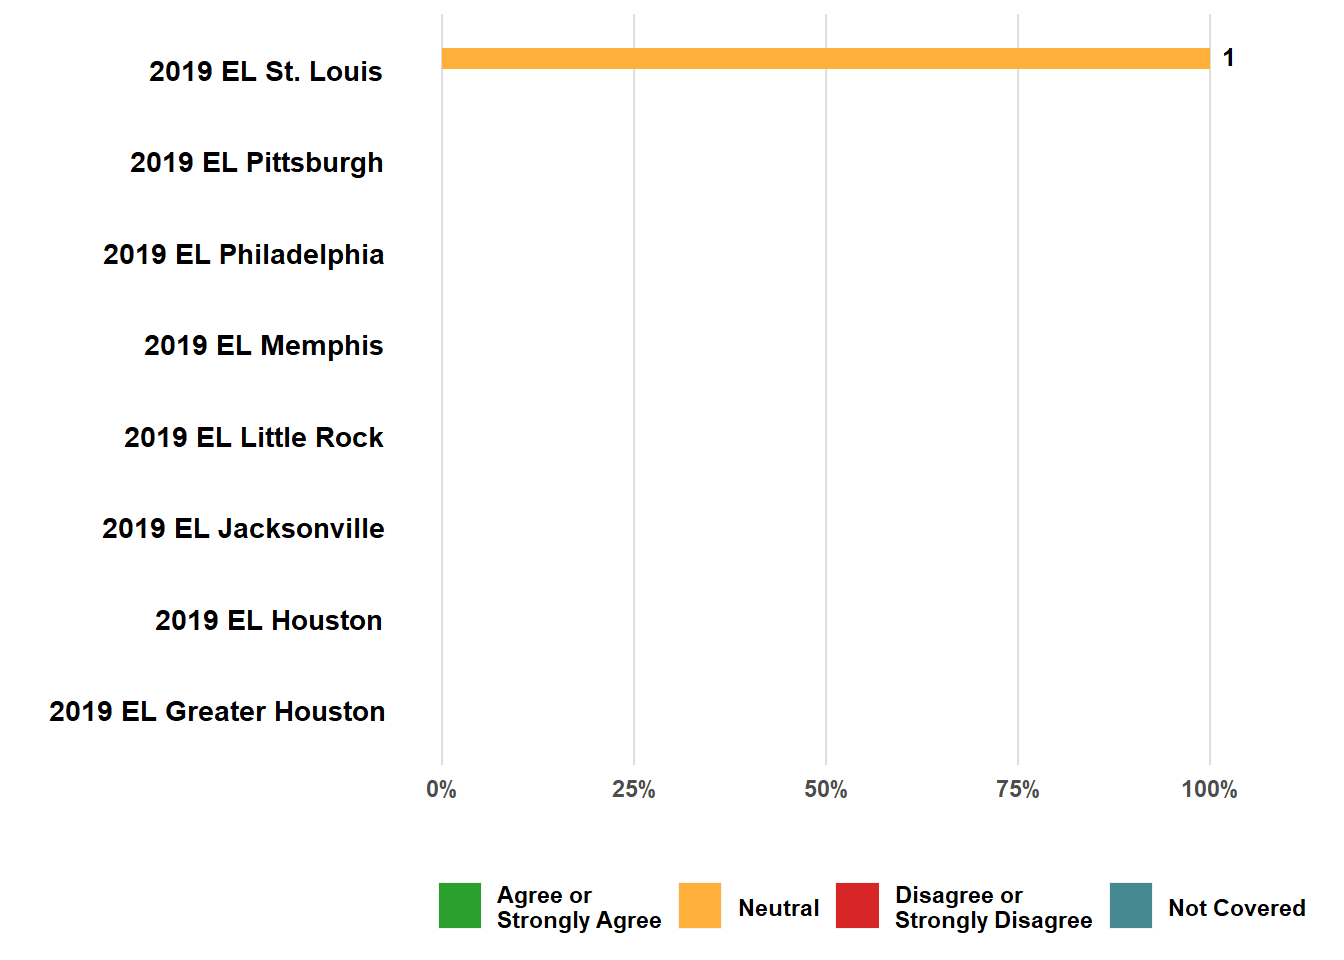 2019 EL St. Louis
1
2019 EL Pittsburgh
2019 EL Philadelphia
2019 EL Memphis
2019 EL Little Rock
2019 EL Jacksonville
2019 EL Houston
2019 EL Greater Houston
0% 25% 50% 75% 100%
Agree or
Strongly Agree
Neutral
Disagree or
Strongly Disagree
Not Covered